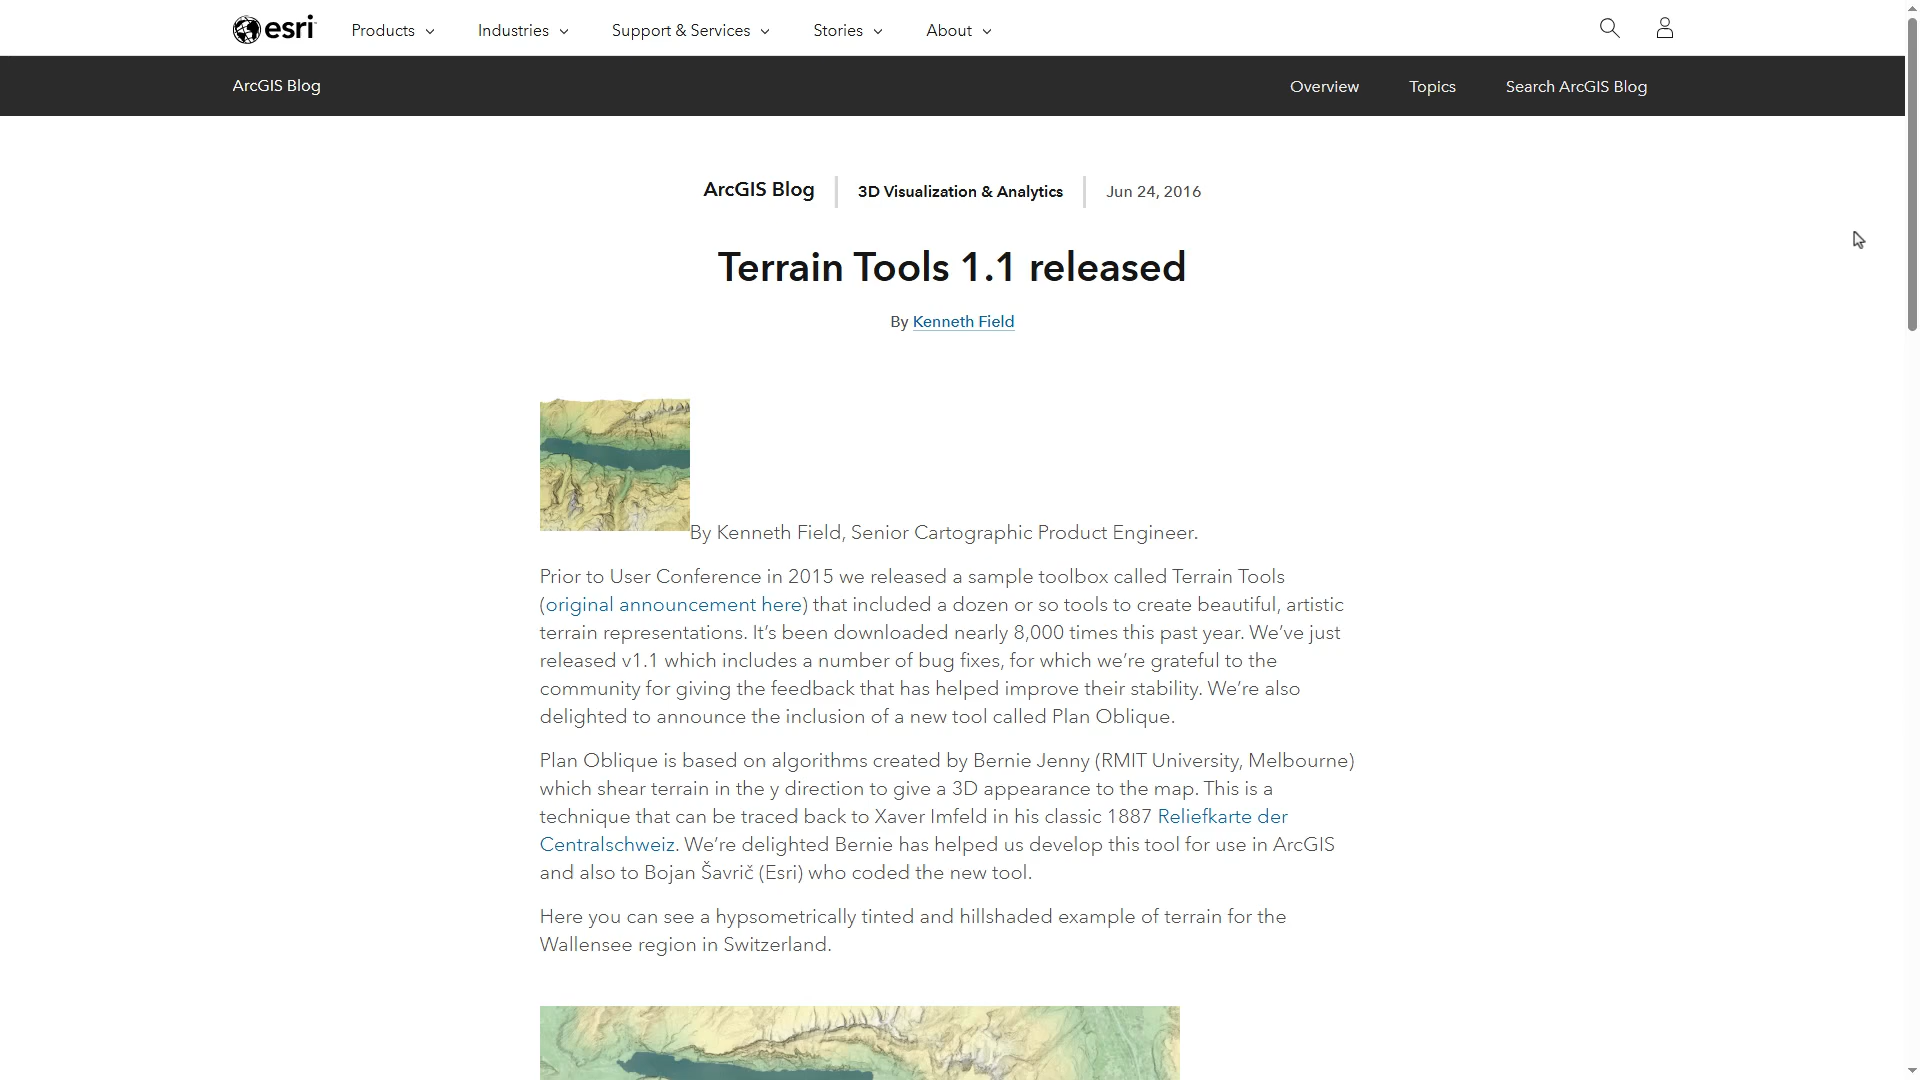 esri
Products
Industries
Support & Services
Stories
About
ArcGIS Blog
Overview
Topics
Search ArcGIS Blog
ArcGIS Blog
3D Visualization & Analytics
Jun 24, 2016
Terrain Tools 1.1 released
By Kenneth Field
By Kenneth Field, Senior Cartographic Product Engineer.
Prior to User Conference in 2015 we released a sample toolbox called Terrain Tools
(original announcement here) that included a dozen or so tools to create beautiful, artistic
terrain representations. It’s been downloaded nearly 8,000 times this past year. We’ve just
released v1.1 which includes a number of bug fixes, for which we’re grateful to the
community for giving the feedback that has helped improve their stability. We’re also
delighted to announce the inclusion of a new tool called Plan Oblique.
Plan Oblique is based on algorithms created by Bernie Jenny (RMIT University, Melbourne)
which shear terrain in the y direction to give a 3D appearance to the map. This is a
technique that can be traced back to Xaver Imfeld in his classic 1887 Reliefkarte der
Centralschweiz. We’re delighted Bernie has helped us develop this tool for use in ArcGIS
and also to Bojan Šavrič (Esri) who coded the new tool.
Here you can see a hypsometrically tinted and hillshaded example of terrain for the
Wallensee region in Switzerland.